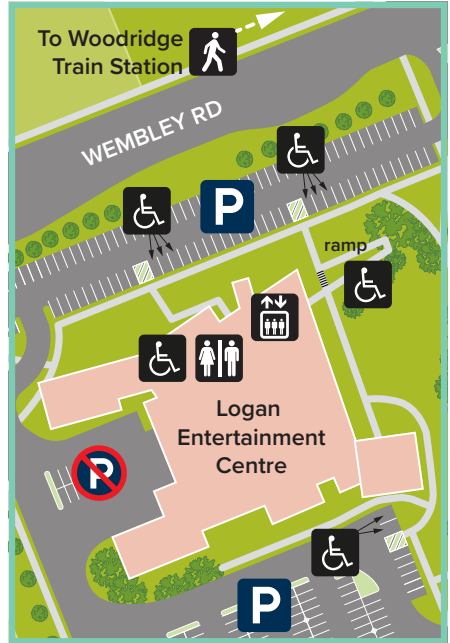 To Woodridge
Train Station
WEMBLEY RD
P
ramp
Logan
Entertainment
Centre
P
P